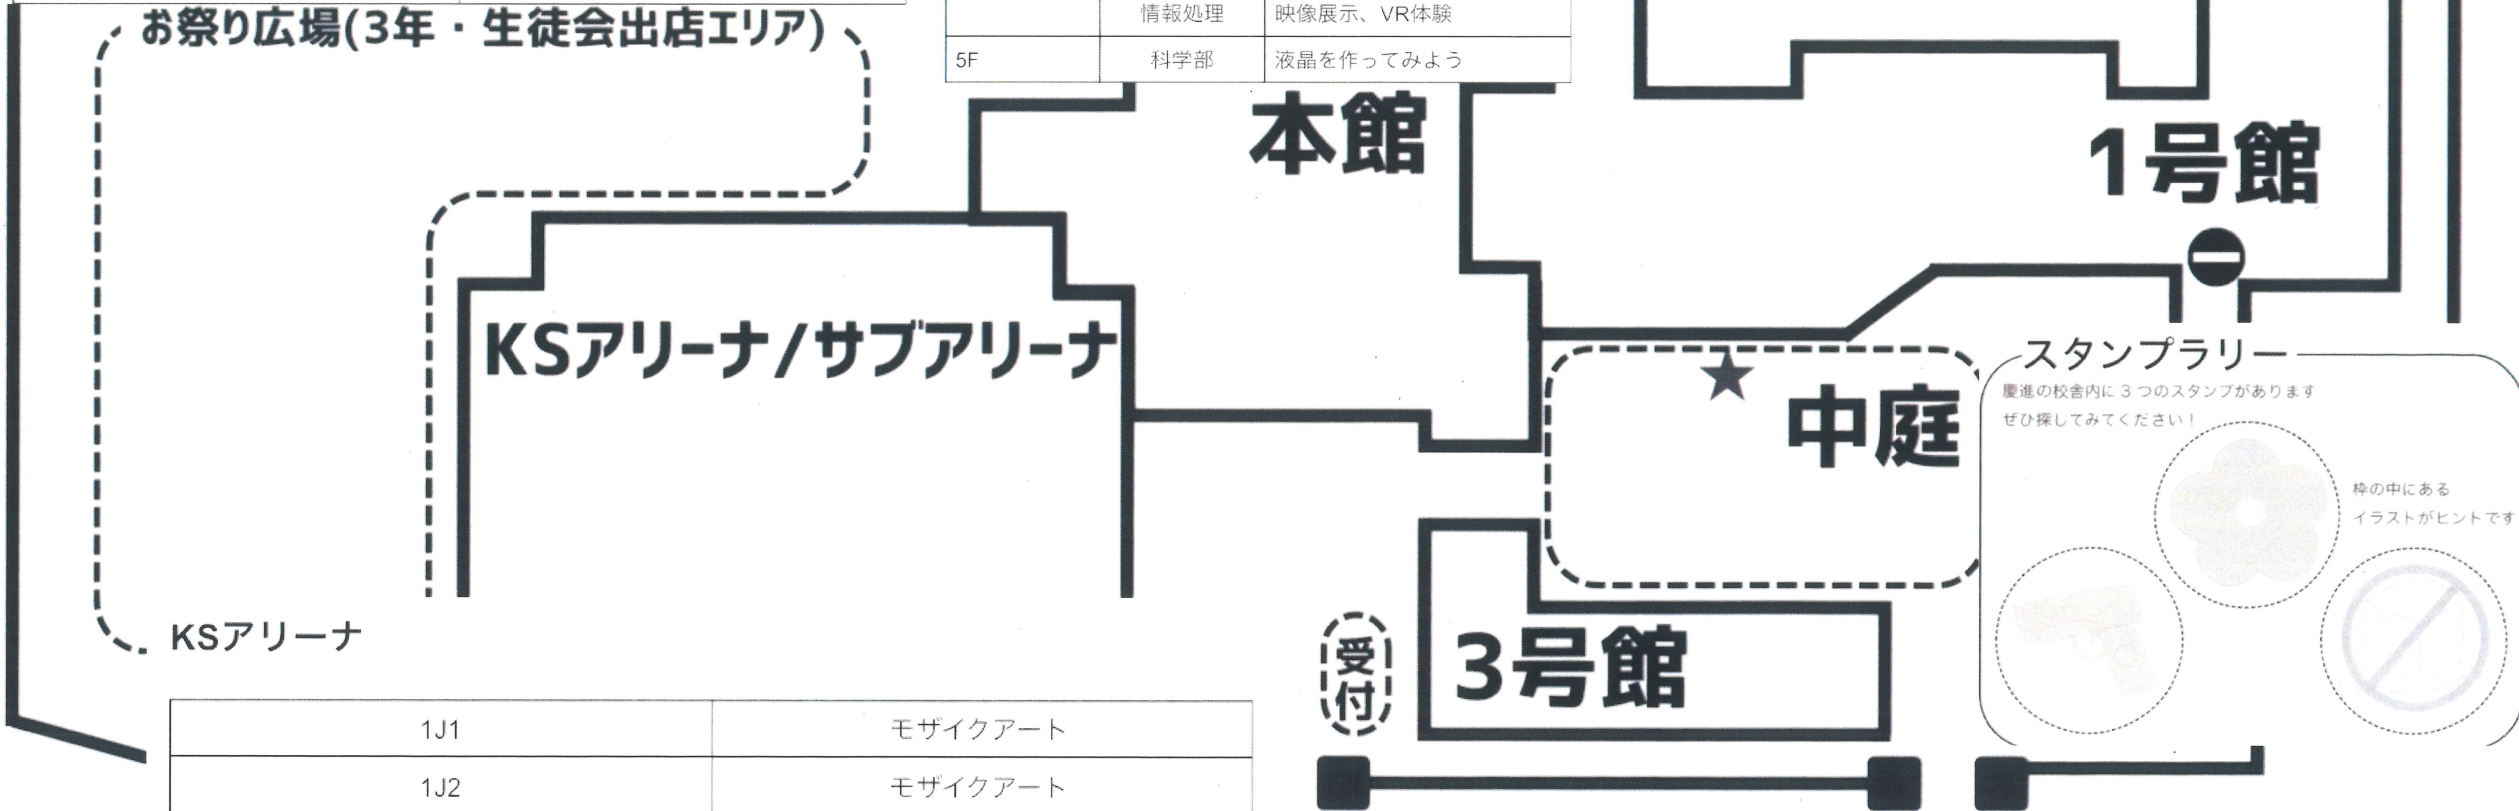 お祭り広場(3年・生徒会出店エリア)
情報処理 映像展示、VR体験
5F 科学部 液晶を作ってみよう
本館
1号館
KSアリーナ/サブアリーナ
★
中庭
スタンプラリー
慶進の校舎内に3つのスタンプがあります
ぜひ探してみてください！
枠の中にある
イラストがヒントです
受付
3号館
KSアリーナ
1J1 モザイクアート
1J2 モザイクアート